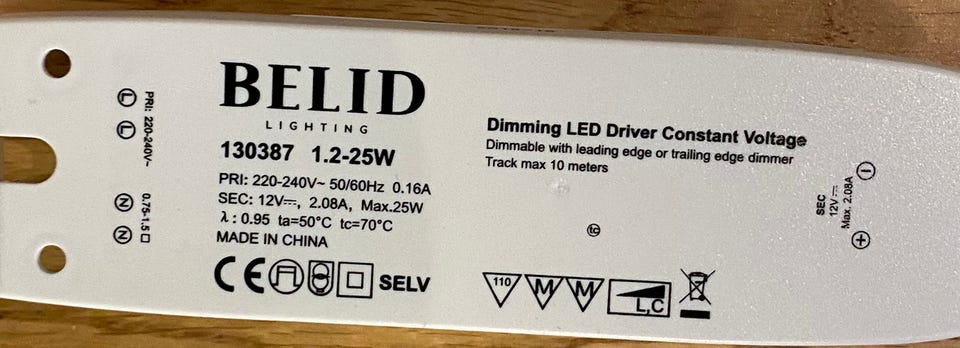 L L PRI: 220-240V~
N N 0.75-1.5 □
BELID
LIGHTING
130387 1.2-25W
PRI: 220-240V~ 50/60Hz 0.16A
SEC: 12V⎓, 2.08A, Max.25W
λ: 0.95 ta=50°C tc=70°C
MADE IN CHINA
CE SELV
Dimming LED Driver Constant Voltage
Dimmable with leading edge or trailing edge dimmer
Track max 10 meters
tc
110 M M L,C
SEC
12V⎓
Max. 2.08A
- +